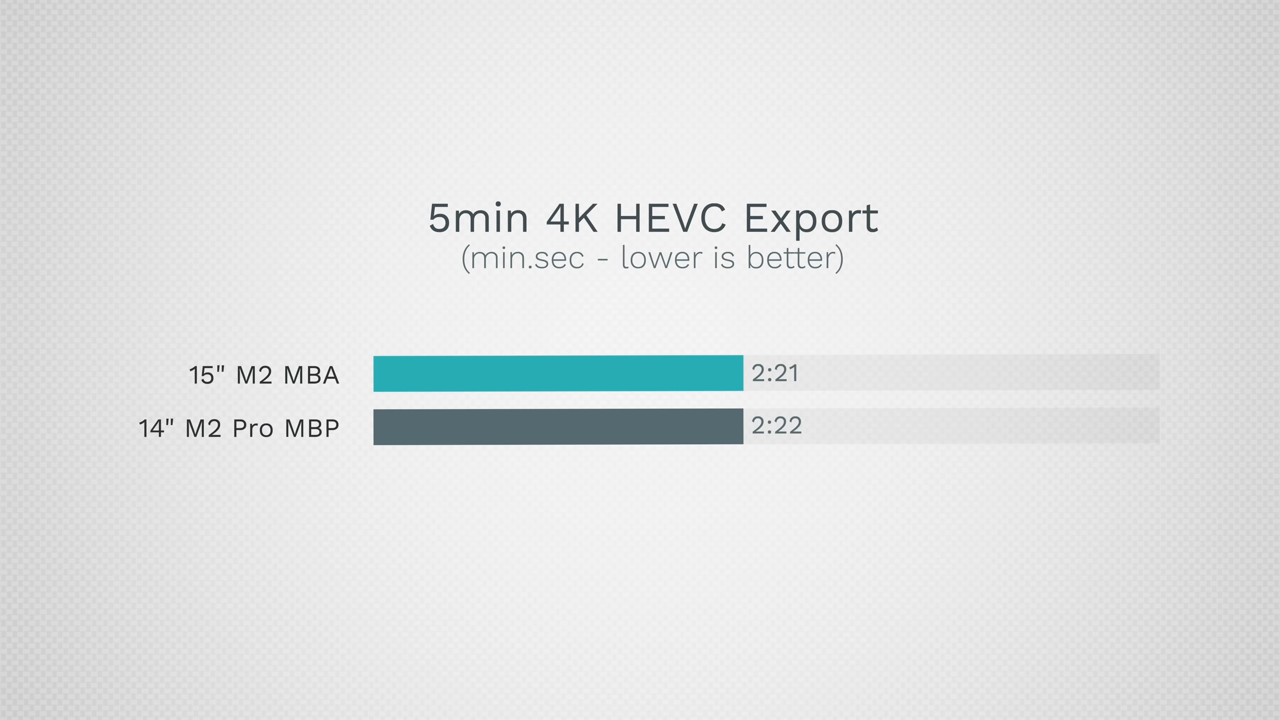 5min 4K HEVC Export
(min.sec - lower is better)
15" M2 MBA 2:21
14" M2 Pro MBP 2:22